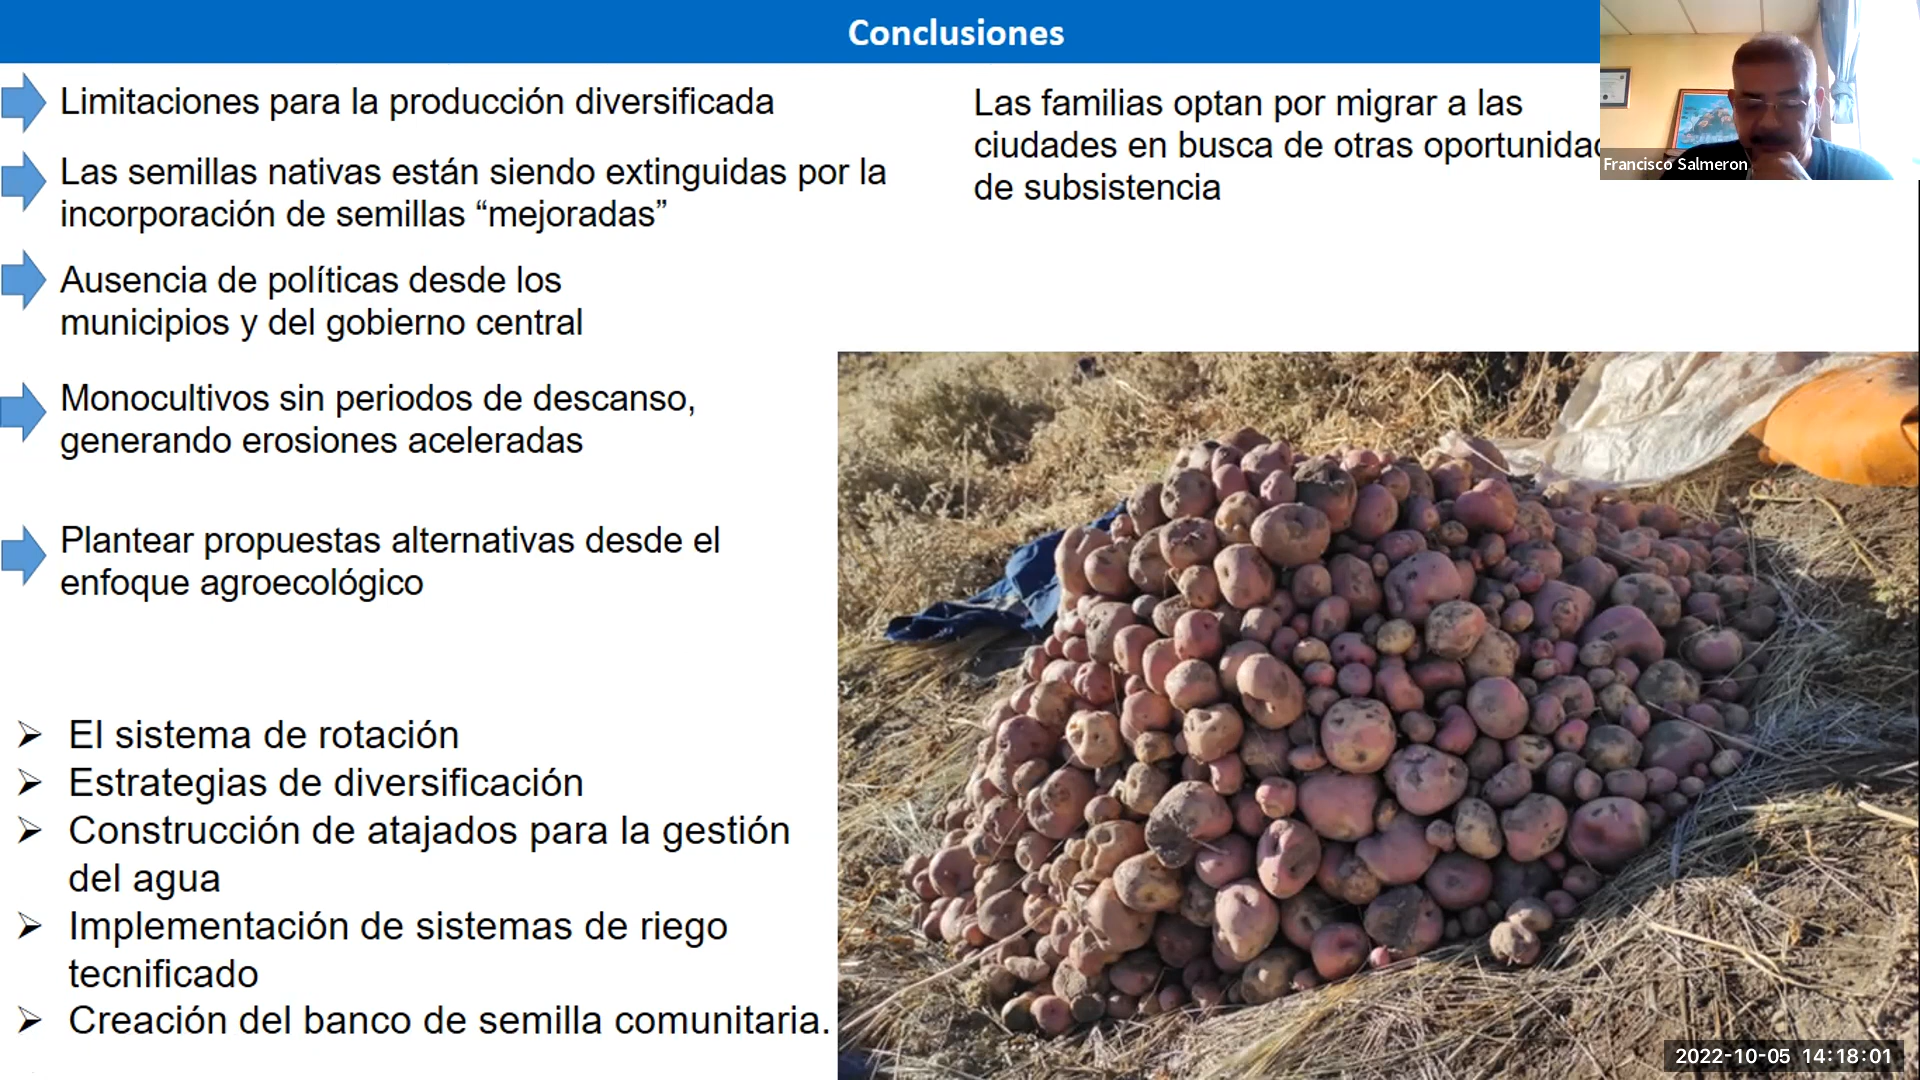 Conclusiones
Limitaciones para la producción diversificada
Las semillas nativas están siendo extinguidas por la
incorporación de semillas “mejoradas”
Ausencia de políticas desde los
municipios y del gobierno central
Monocultivos sin periodos de descanso,
generando erosiones aceleradas
Plantear propuestas alternativas desde el
enfoque agroecológico
➢ El sistema de rotación
➢ Estrategias de diversificación
➢ Construcción de atajados para la gestión
del agua
➢ Implementación de sistemas de riego
tecnificado
➢ Creación del banco de semilla comunitaria.
Las familias optan por migrar a las
ciudades en busca de otras
de subsistencia
Francisco Salmeron
2022-10-05 14:18:01